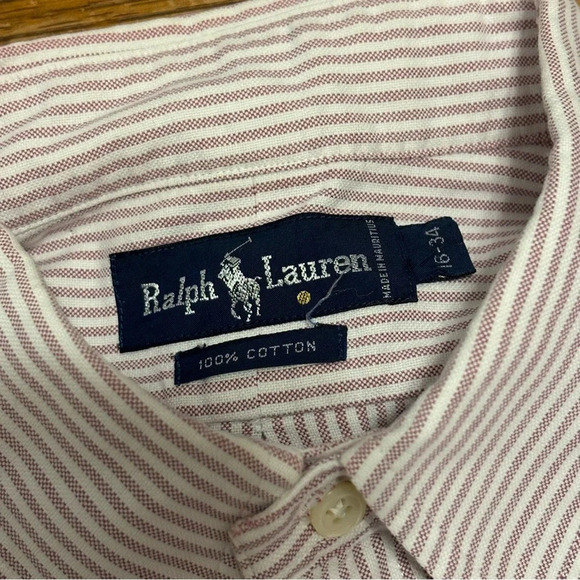 Ralph Lauren
MADE IN MAURITIUS
16-34
100% COTTON